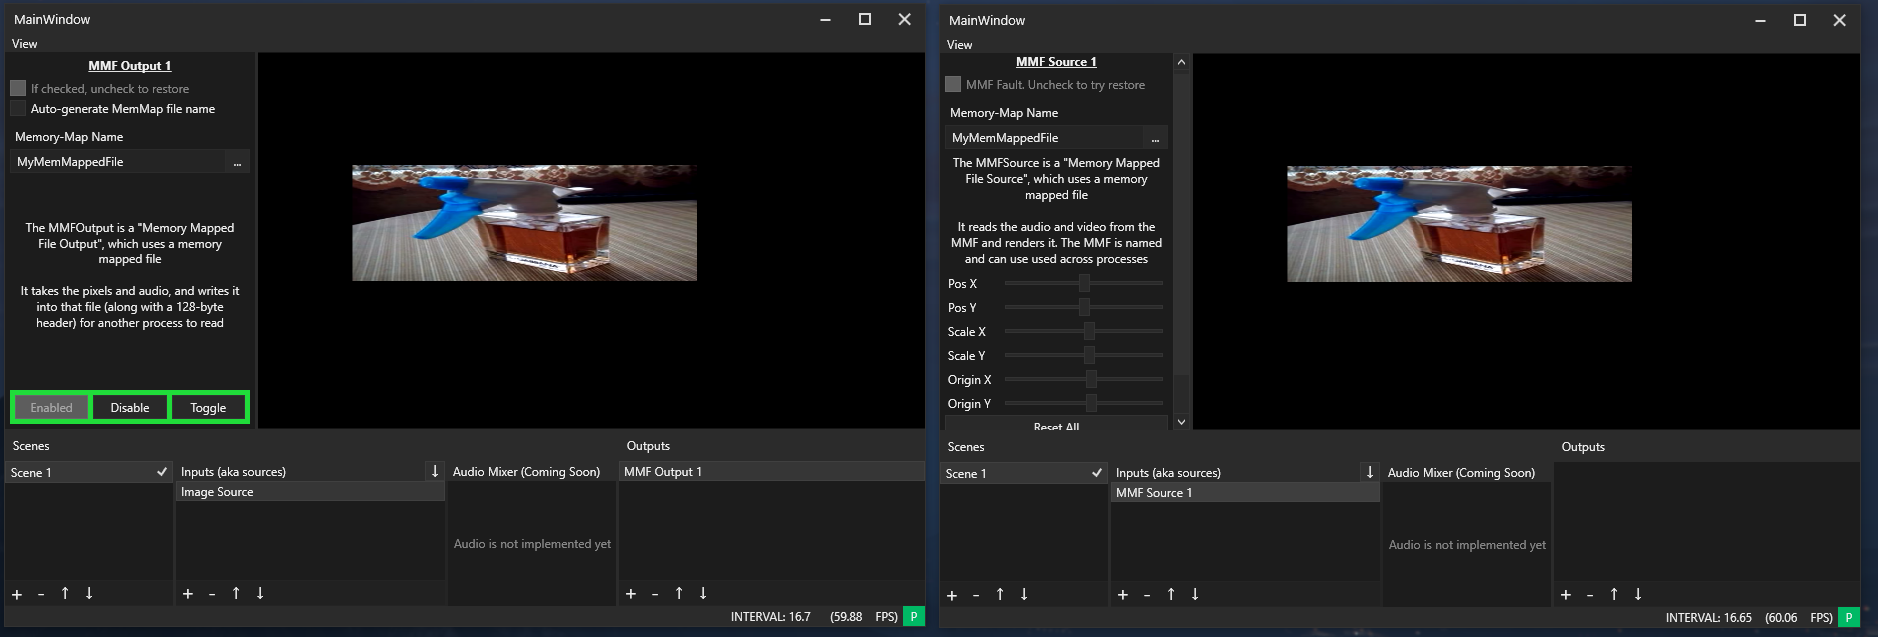 MainWindow
View
MMF Output 1
If checked, uncheck to restore
Auto-generate MemMap file name
Memory-Map Name
MyMemMappedFile
...
The MMFOutput is a "Memory Mapped
File Output", which uses a memory
mapped file
It takes the pixels and audio, and writes it
into that file (along with a 128-byte
header) for another process to read
Enabled
Disable
Toggle
Scenes
Scene 1
Inputs (aka sources)
Image Source
Audio Mixer (Coming Soon)
Audio is not implemented yet
Outputs
MMF Output 1
INTERVAL: 16.7 (59.88 FPS) P
MainWindow
View
MMF Source 1
MMF Fault. Uncheck to try restore
Memory-Map Name
MyMemMappedFile
...
The MMFSource is a "Memory Mapped
File Source", which uses a memory
mapped file
It reads the audio and video from the
MMF and renders it. The MMF is named
and can use used across processes
Pos X
Pos Y
Scale X
Scale Y
Origin X
Origin Y
Reset All
Scenes
Scene 1
Inputs (aka sources)
MMF Source 1
Audio Mixer (Coming Soon)
Audio is not implemented yet
Outputs
INTERVAL: 16.65 (60.06 FPS) P